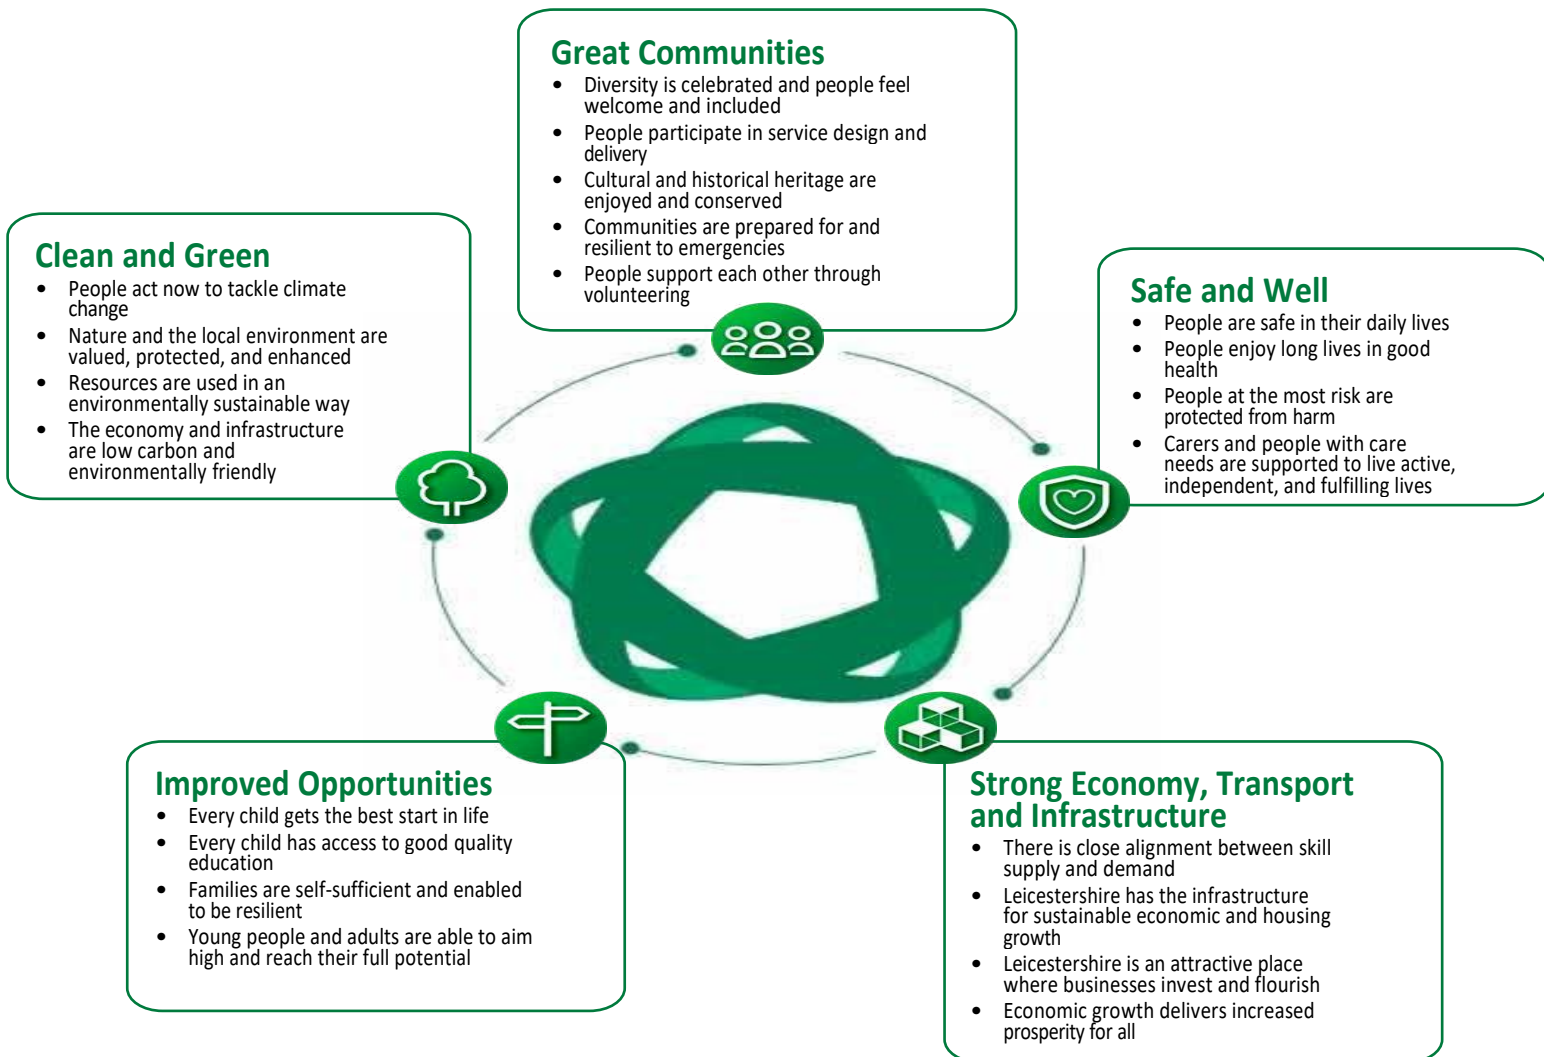 Great Communities
• Diversity is celebrated and people feel
welcome and included
• People participate in service design and
delivery
• Cultural and historical heritage are
enjoyed and conserved
• Communities are prepared for and
resilient to emergencies
• People support each other through
volunteering
Clean and Green
• People act now to tackle climate
change
• Nature and the local environment are
valued, protected, and enhanced
• Resources are used in an
environmentally sustainable way
• The economy and infrastructure
are low carbon and
environmentally friendly
Safe and Well
• People are safe in their daily lives
• People enjoy long lives in good
health
• People at the most risk are
protected from harm
• Carers and people with care
needs are supported to live active,
independent, and fulfilling lives
Improved Opportunities
• Every child gets the best start in life
• Every child has access to good quality
education
• Families are self-sufficient and enabled
to be resilient
• Young people and adults are able to aim
high and reach their full potential
Strong Economy, Transport
and Infrastructure
• There is close alignment between skill
supply and demand
• Leicestershire has the infrastructure
for sustainable economic and housing
growth
• Leicestershire is an attractive place
where businesses invest and flourish
• Economic growth delivers increased
prosperity for all